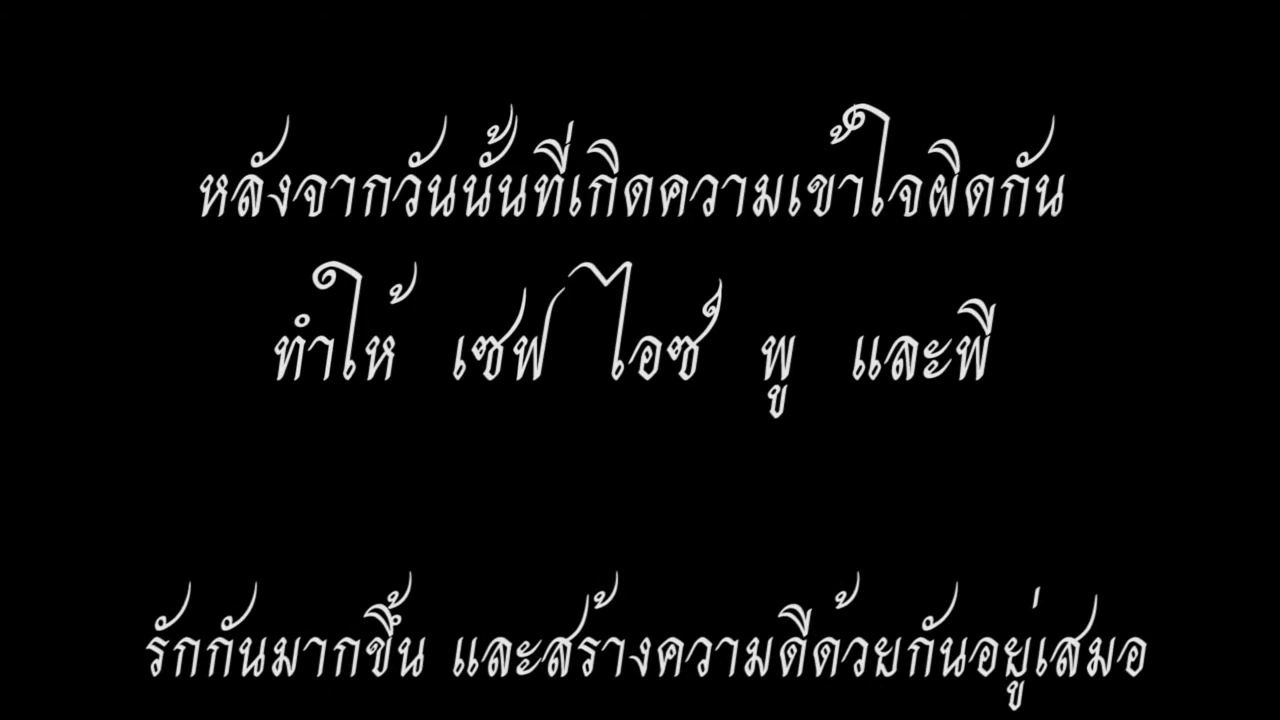 หลังจากวันนั้นที่เกิดความเข้าใจผิดกัน
ทำให้ เซฟ ไอซ์ พู และพี
รักกันมากขึ้น และสร้างความดีด้วยกันอยู่เสมอ